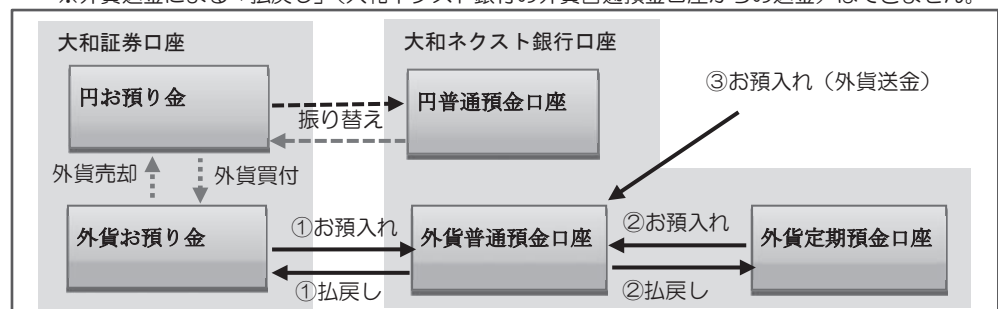 ※外貨送金による「払戻し」（大和ネクスト銀行の外貨普通預金口座からの送金）はできません。
大和証券口座
大和ネクスト銀行口座
円お預り金
円普通預金口座
③お預入れ（外貨送金）
振り替え
外貨売却
外貨買付
外貨お預り金
①お預入れ
外貨普通預金口座
②お預入れ
外貨定期預金口座
①払戻し
②払戻し